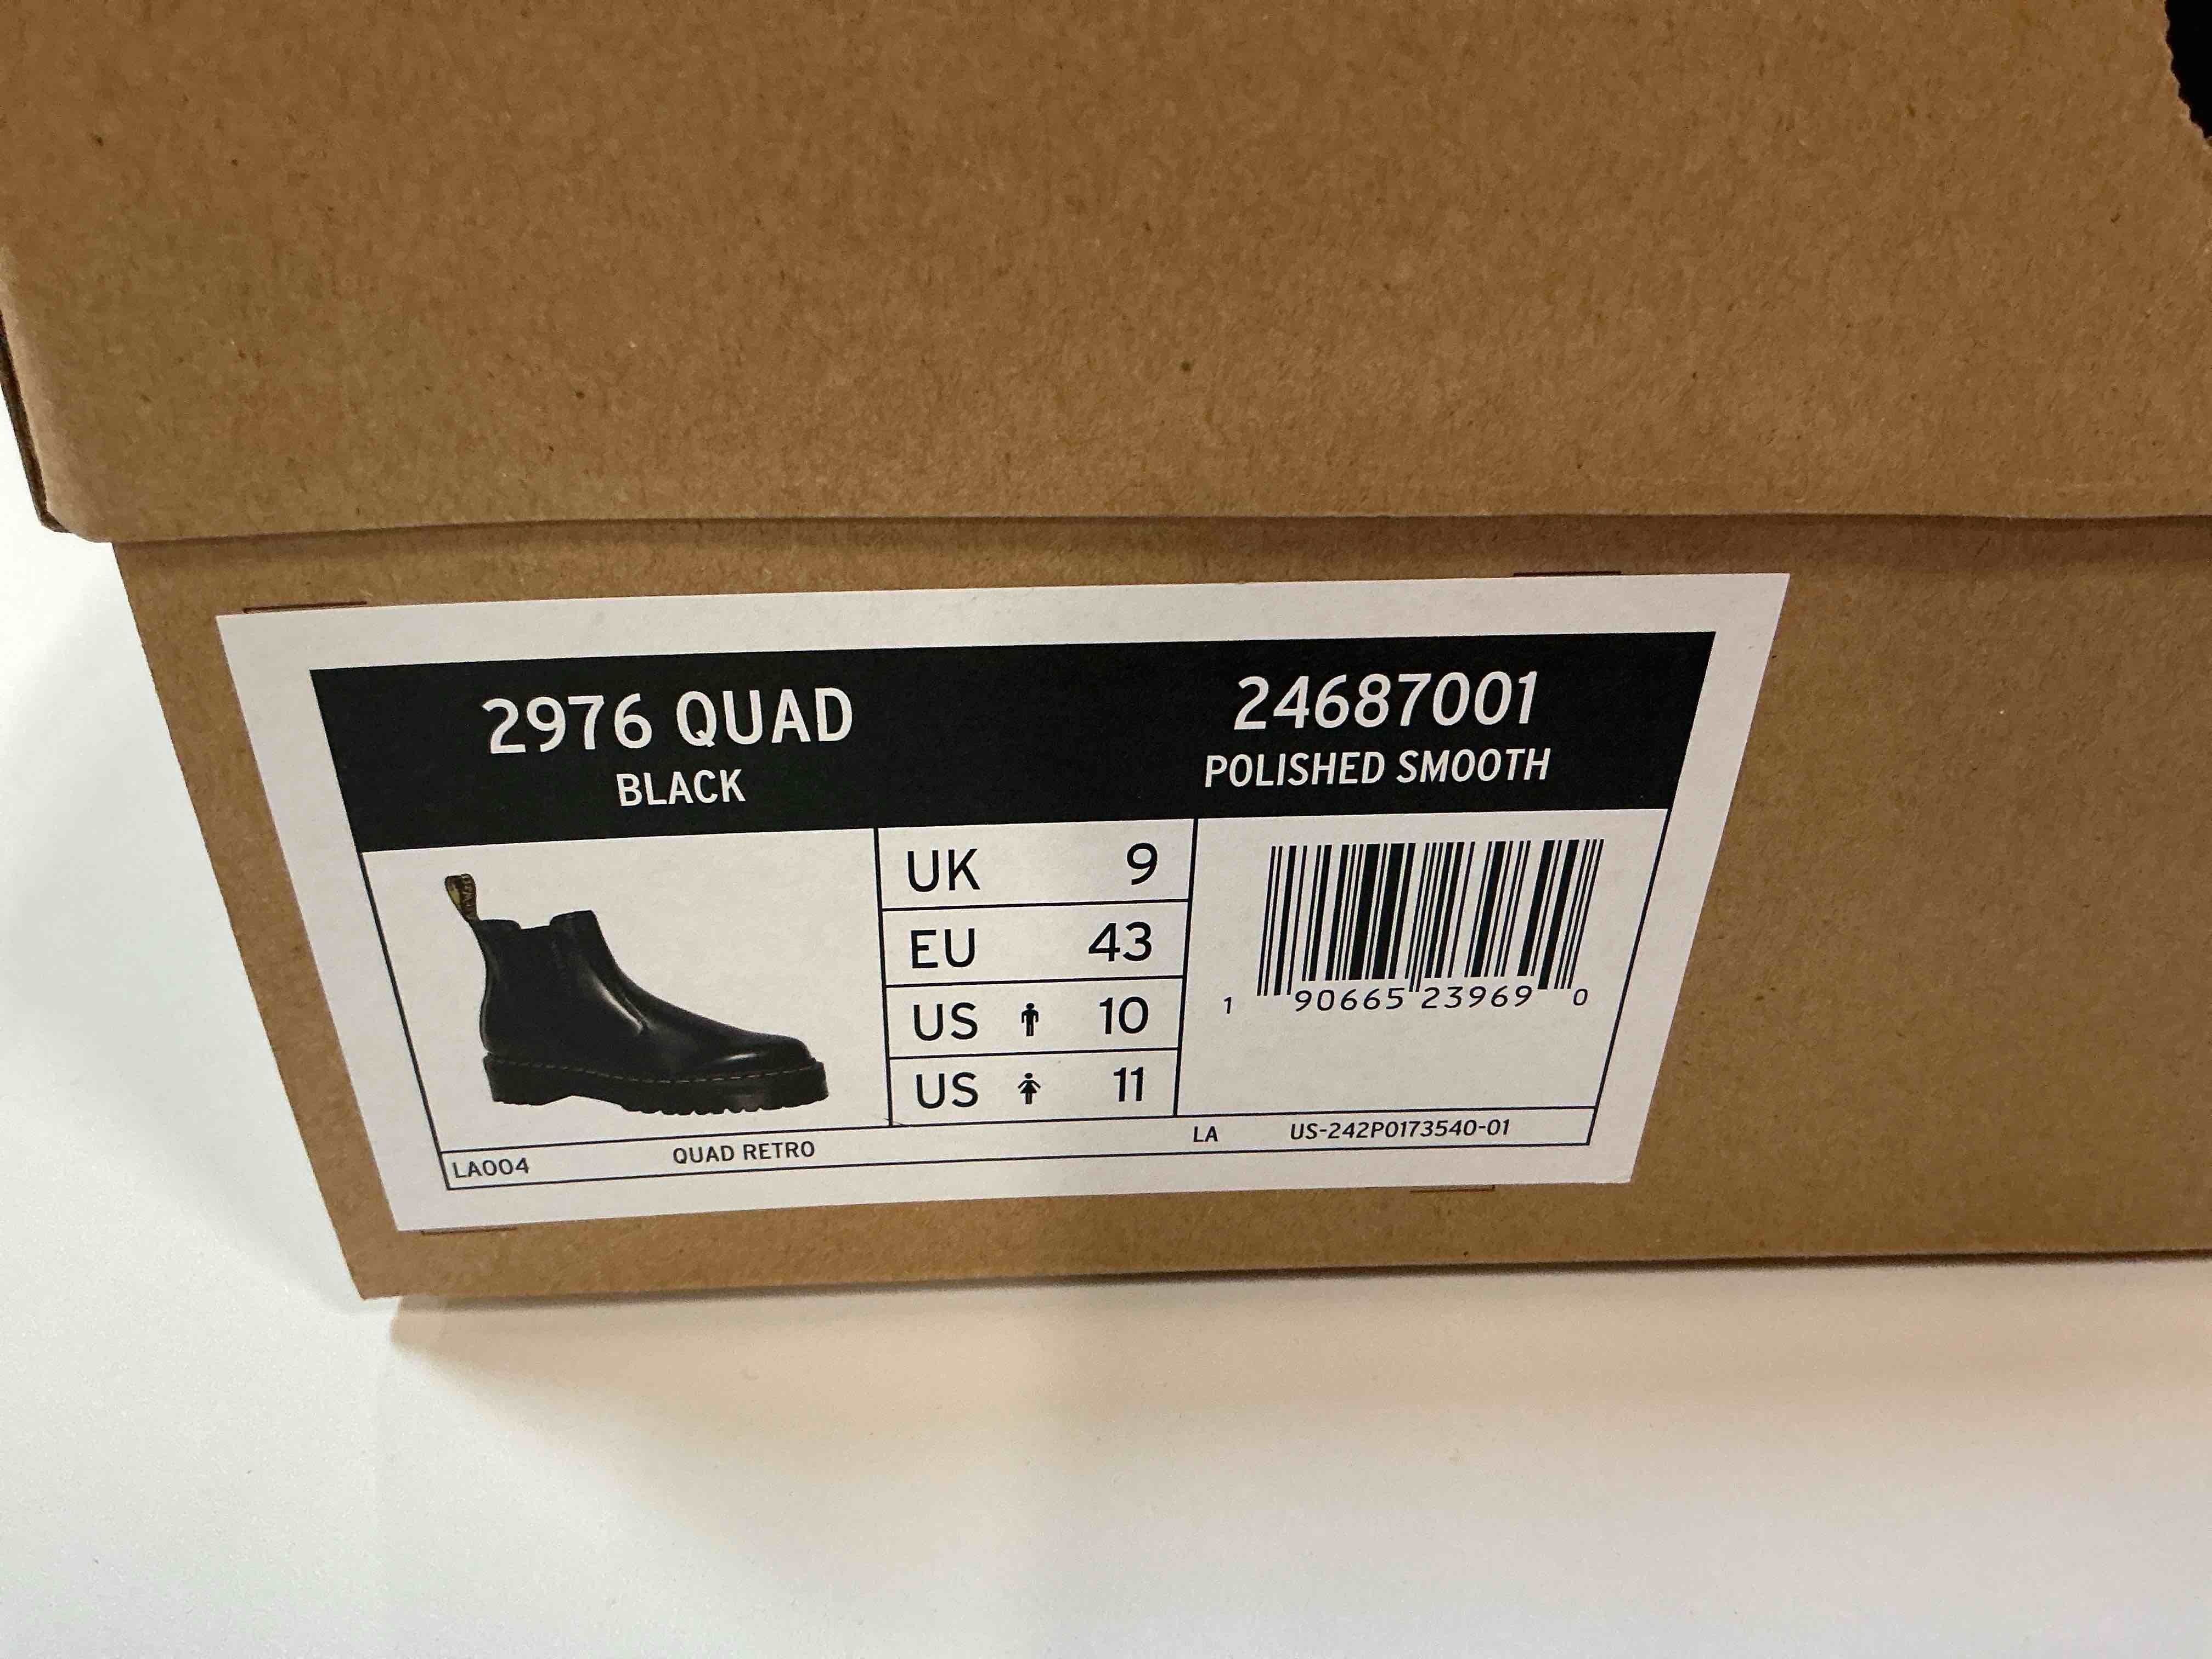 2976 QUAD
BLACK
24687001
POLISHED SMOOTH
UK 9
EU 43
US 10
US 11
1 90665 23969 0
LA004 QUAD RETRO LA US-242P0173540-01